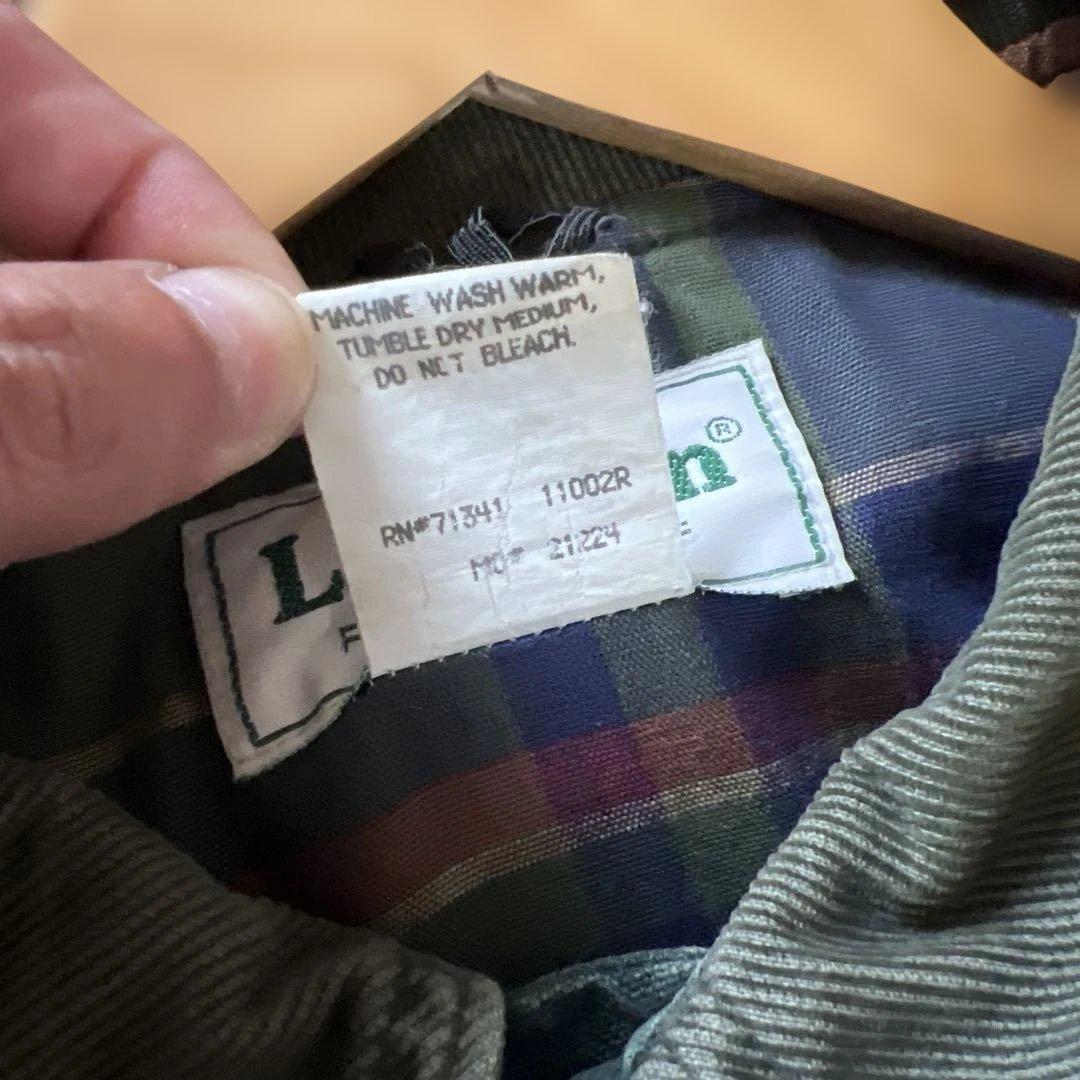 MACHINE WASH WARM,
TUMBLE DRY MEDIUM,
DO NOT BLEACH.
RN#71341 11002R
MO# 21224
L
n®
F